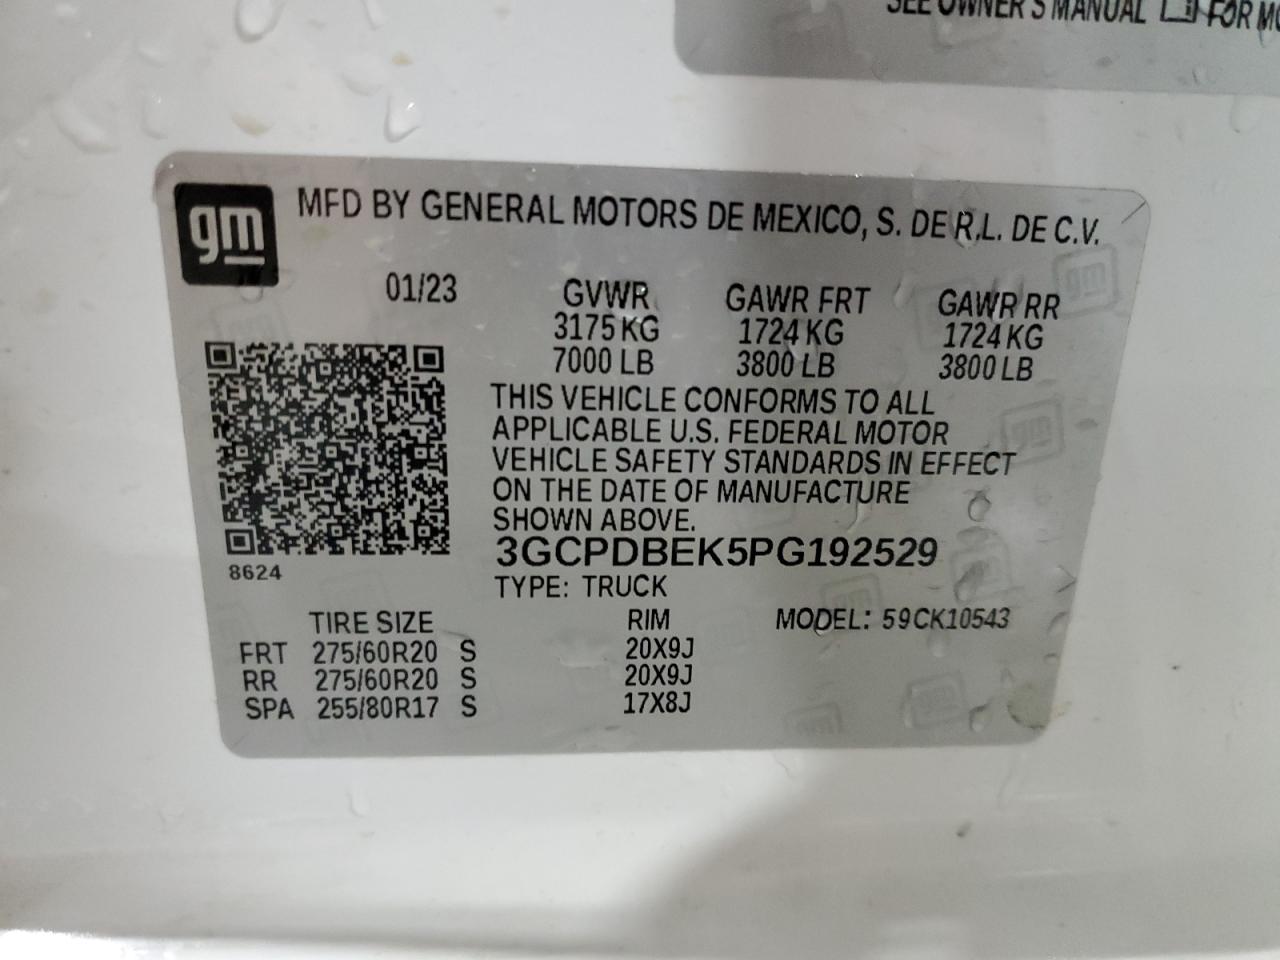 SEE OWNER'S MANUAL FOR
gm
MFD BY GENERAL MOTORS DE MEXICO, S. DE R.L. DE C.V.
01/23 GVWR GAWR FRT GAWR RR
3175 KG 1724 KG 1724 KG
7000 LB 3800 LB 3800 LB
THIS VEHICLE CONFORMS TO ALL
APPLICABLE U.S. FEDERAL MOTOR
VEHICLE SAFETY STANDARDS IN EFFECT
ON THE DATE OF MANUFACTURE
SHOWN ABOVE.
3GCPDBEK5PG192529
8624
TYPE: TRUCK
TIRE SIZE RIM MODEL: 59CK10543
FRT 275/60R20 S 20X9J
RR 275/60R20 S 20X9J
SPA 255/80R17 S 17X8J